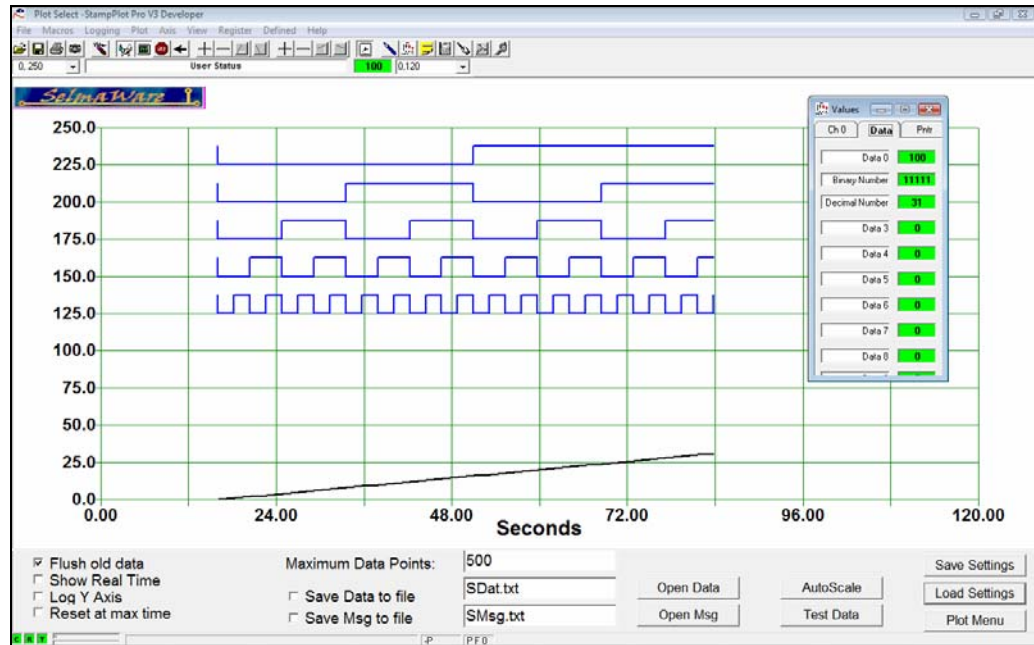 Plot Select - StampPlot Pro V3 Developer
File Macros Logging Plot Axis View Register Defined Help
0, 250 User Status 100 0,120
SelmaWare
Values
Ch 0 Data Pntr
Data 0 100
Binary Number 11111
Decimal Number 31
Data 3 0
Data 4 0
Data 5 0
Data 6 0
Data 7 0
Data 8 0
250.0
225.0
200.0
175.0
150.0
125.0
100.0
75.0
50.0
25.0
0.0
0.00 24.00 48.00 72.00 96.00 120.00
Seconds
Flush old data
Show Real Time
Log Y Axis
Reset at max time
Maximum Data Points: 500
Save Data to file SDat.txt
Save Msg to file SMsg.txt
Open Data
Open Msg
AutoScale
Test Data
Save Settings
Load Settings
Plot Menu
C R T -P PF0